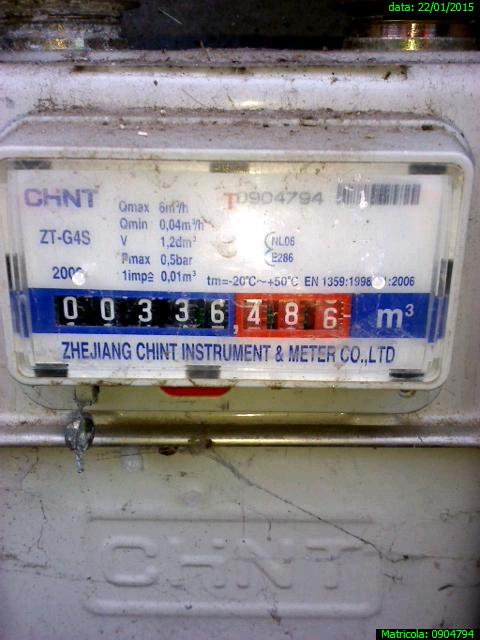 data: 22/01/2015
CHNT
T0904794
Qmax 6m³/h
Qmin 0,04m³/h
ZT-G4S
V 1,2dm³
Pmax 0,5bar
NL06
B286
1imp≙ 0,01m³
tm=-20°C～+50°C EN 1359:1998
:2006
00336,486 m³
ZHEJIANG CHINT INSTRUMENT & METER CO.,LTD
CHNT
Matricola: 0904794